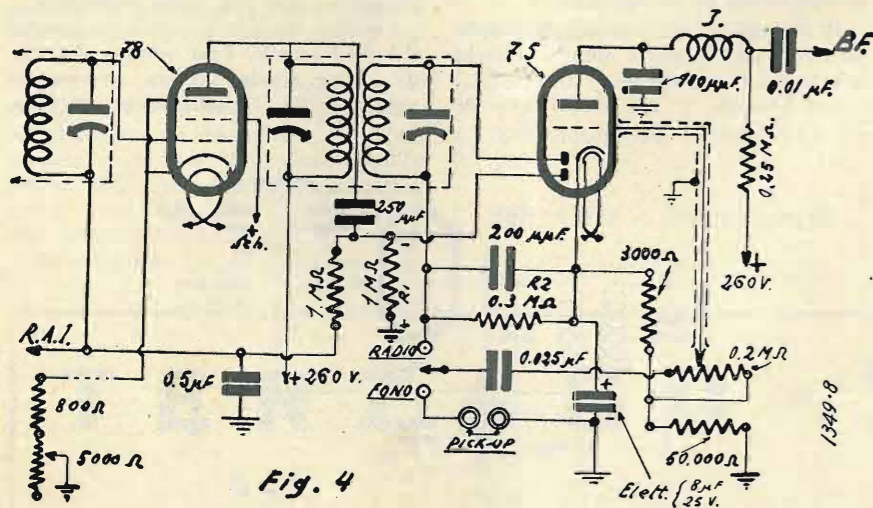 78
75
J.
B.F.
100 μμF.
0.01 μF.
0.25 MΩ.
+
Sch.
250
μμF
200 μμF.
R2
0.3 MΩ
3000 Ω
+
260 V.
1 MΩ
1 MΩ
R1
-
+
R.A.I.
RADIO
0.5 μF
+ 260 V.
FONO
0.025 μF
0.2 MΩ
+
800 Ω
5000 Ω
PICK-UP
50.000 Ω
Elett. { 8 μF
25 V.
Fig. 4
1349-8